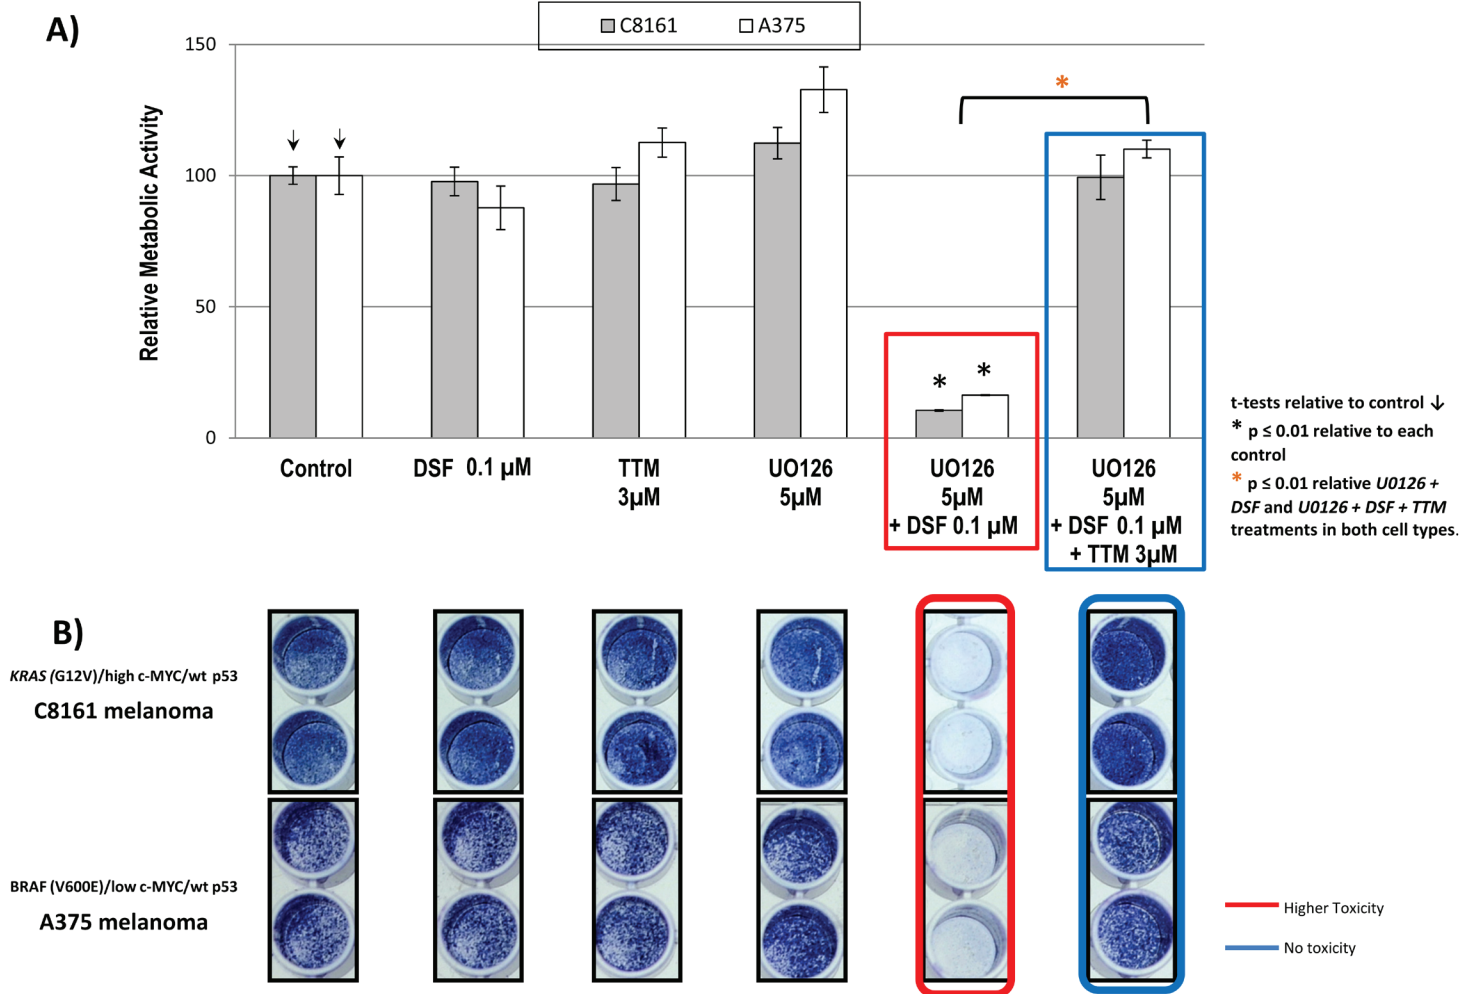 A)
C8161 A375
150
100
50
0
Relative Metabolic Activity
*
* *
Control
DSF 0.1 µM
TTM
3µM
UO126
5µM
UO126
5µM
+ DSF 0.1 µM
UO126
5µM
+ DSF 0.1 µM
+ TTM 3µM
t-tests relative to control ↓
* p ≤ 0.01 relative to each
control
* p ≤ 0.01 relative U0126 +
DSF and U0126 + DSF + TTM
treatments in both cell types.
B)
KRAS (G12V)/high c-MYC/wt p53
C8161 melanoma
BRAF (V600E)/low c-MYC/wt p53
A375 melanoma
Higher Toxicity
No toxicity